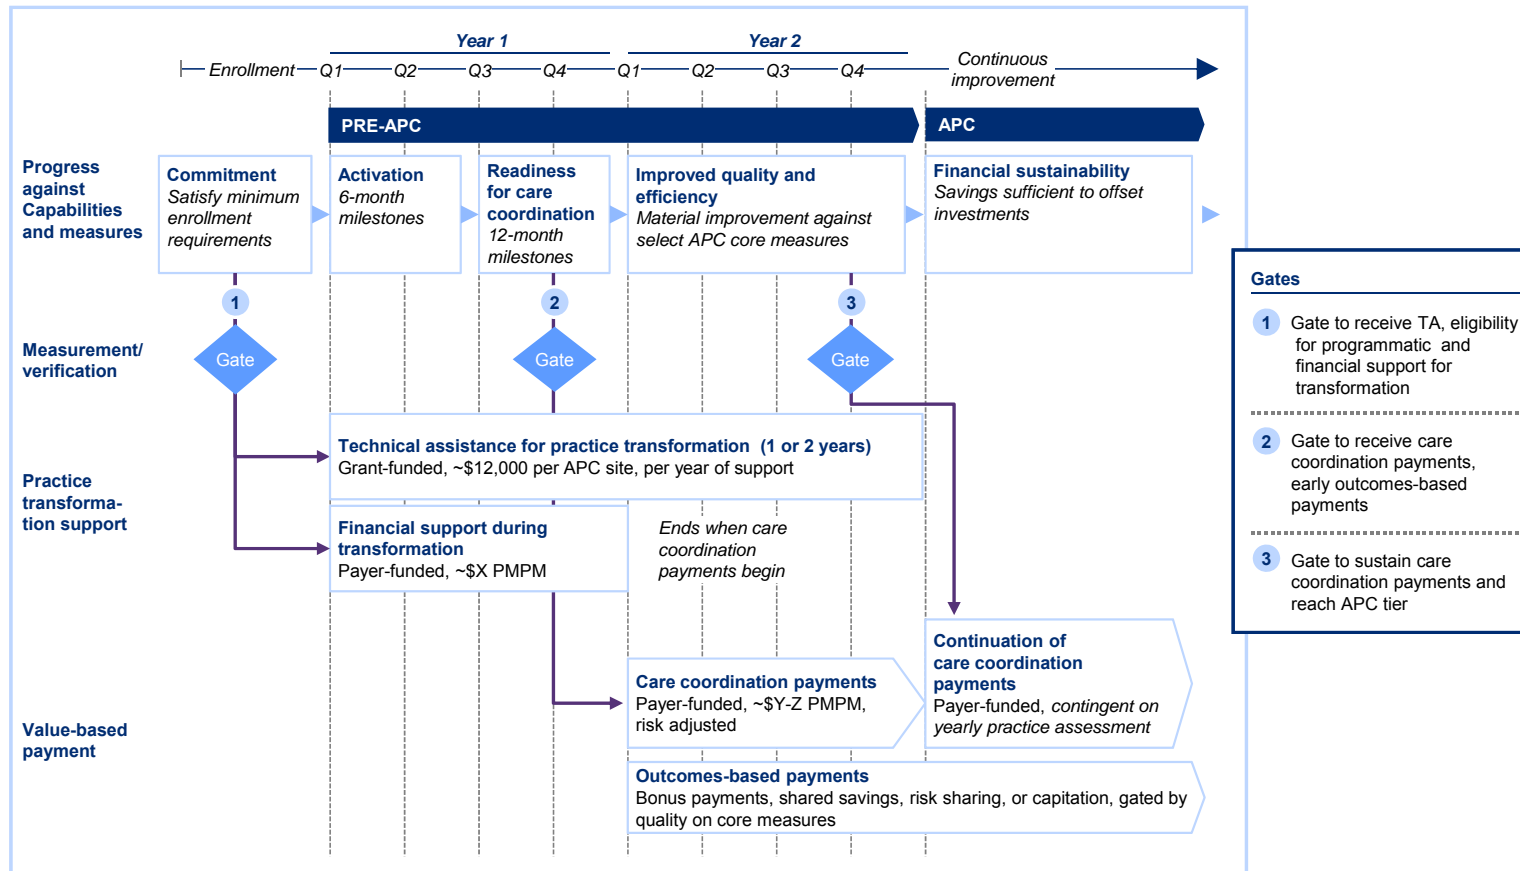 Year 1
Year 2
Enrollment
Q1
Q2
Q3
Q4
Q1
Q2
Q3
Q4
Continuous
improvement
PRE-APC
APC
Progress
against
Capabilities
and measures
Commitment
Satisfy minimum
enrollment
requirements
Activation
6-month
milestones
Readiness
for care
coordination
12-month
milestones
Improved quality and
efficiency
Material improvement against
select APC core measures
Financial sustainability
Savings sufficient to offset
investments
1
2
3
Measurement/
verification
Gate
Gate
Gate
Practice
transforma-
tion support
Technical assistance for practice transformation (1 or 2 years)
Grant-funded, ~$12,000 per APC site, per year of support
Financial support during
transformation
Payer-funded, ~$X PMPM
Ends when care
coordination
payments begin
Value-based
payment
Care coordination payments
Payer-funded, ~$Y-Z PMPM,
risk adjusted
Continuation of
care coordination
payments
Payer-funded, contingent on
yearly practice assessment
Outcomes-based payments
Bonus payments, shared savings, risk sharing, or capitation, gated by
quality on core measures
Gates
1 Gate to receive TA, eligibility
for programmatic and
financial support for
transformation
2 Gate to receive care
coordination payments,
early outcomes-based
payments
3 Gate to sustain care
coordination payments and
reach APC tier